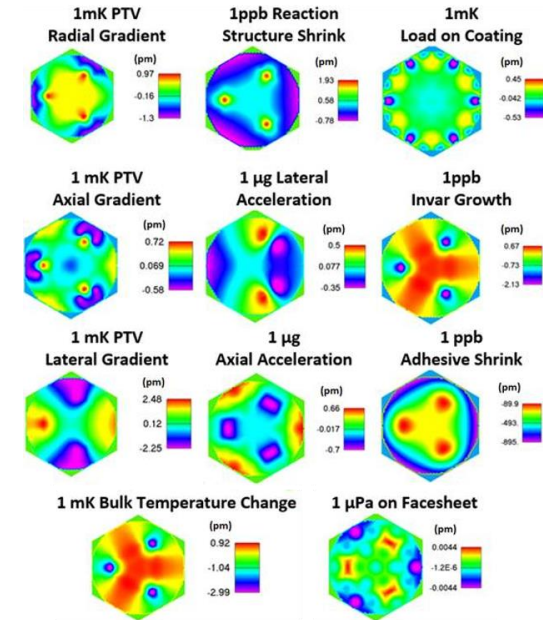 1mK PTV
Radial Gradient
(pm)
0.97
-0.16
-1.3
1ppb Reaction
Structure Shrink
(pm)
1.93
0.58
-0.78
1mK
Load on Coating
(pm)
0.45
-0.042
-0.53
1 mK PTV
Axial Gradient
(pm)
0.72
0.069
-0.58
1 µg Lateral
Acceleration
(pm)
0.5
0.077
-0.35
1ppb
Invar Growth
(pm)
0.67
-0.73
-2.13
1 mK PTV
Lateral Gradient
(pm)
2.48
0.12
-2.25
1 µg
Axial Acceleration
(pm)
0.66
-0.017
-0.7
1 ppb
Adhesive Shrink
(pm)
-89.9
-493.
-895.
1 mK Bulk Temperature Change
(pm)
0.92
-1.04
-2.99
1 µPa on Facesheet
(pm)
0.0044
-1.2E-6
-0.0044